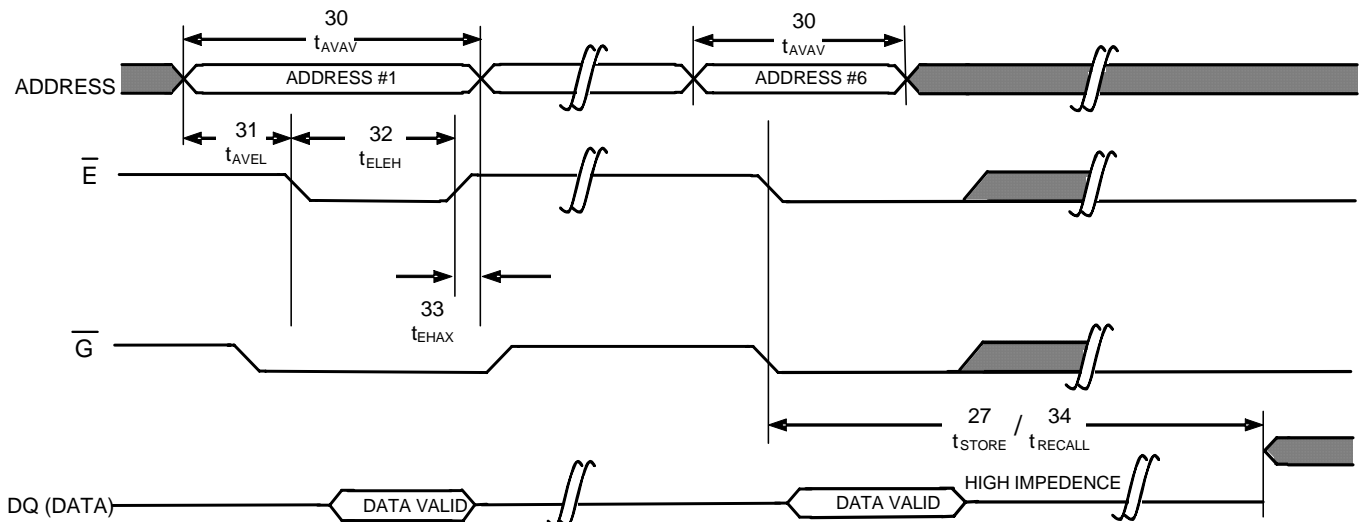 30
tAVAV
30
tAVAV
ADDRESS
ADDRESS #1
ADDRESS #6
31
tAVEL
32
tELEH
E
33
tEHAX
G
27 / 34
tSTORE tRECALL
HIGH IMPEDENCE
DQ (DATA)
DATA VALID
DATA VALID